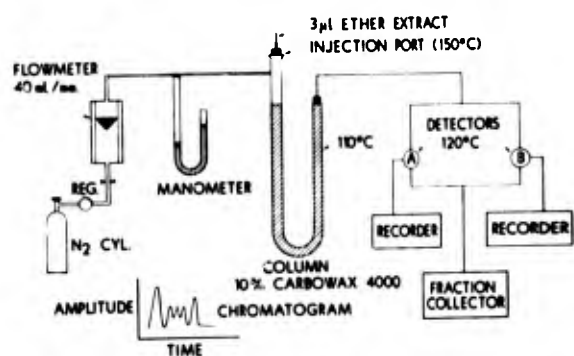 3µl ETHER EXTRACT
INJECTION PORT (150°C)
FLOWMETER
40 ml./
110°C
DETECTORS
120°C
A
B
REG.
MANOMETER
N2 CYL.
RECORDER
RECORDER
COLUMN
10%. CARBOWAX 4000
FRACTION
COLLECTOR
AMPLITUDE
CHROMATOGRAM
TIME